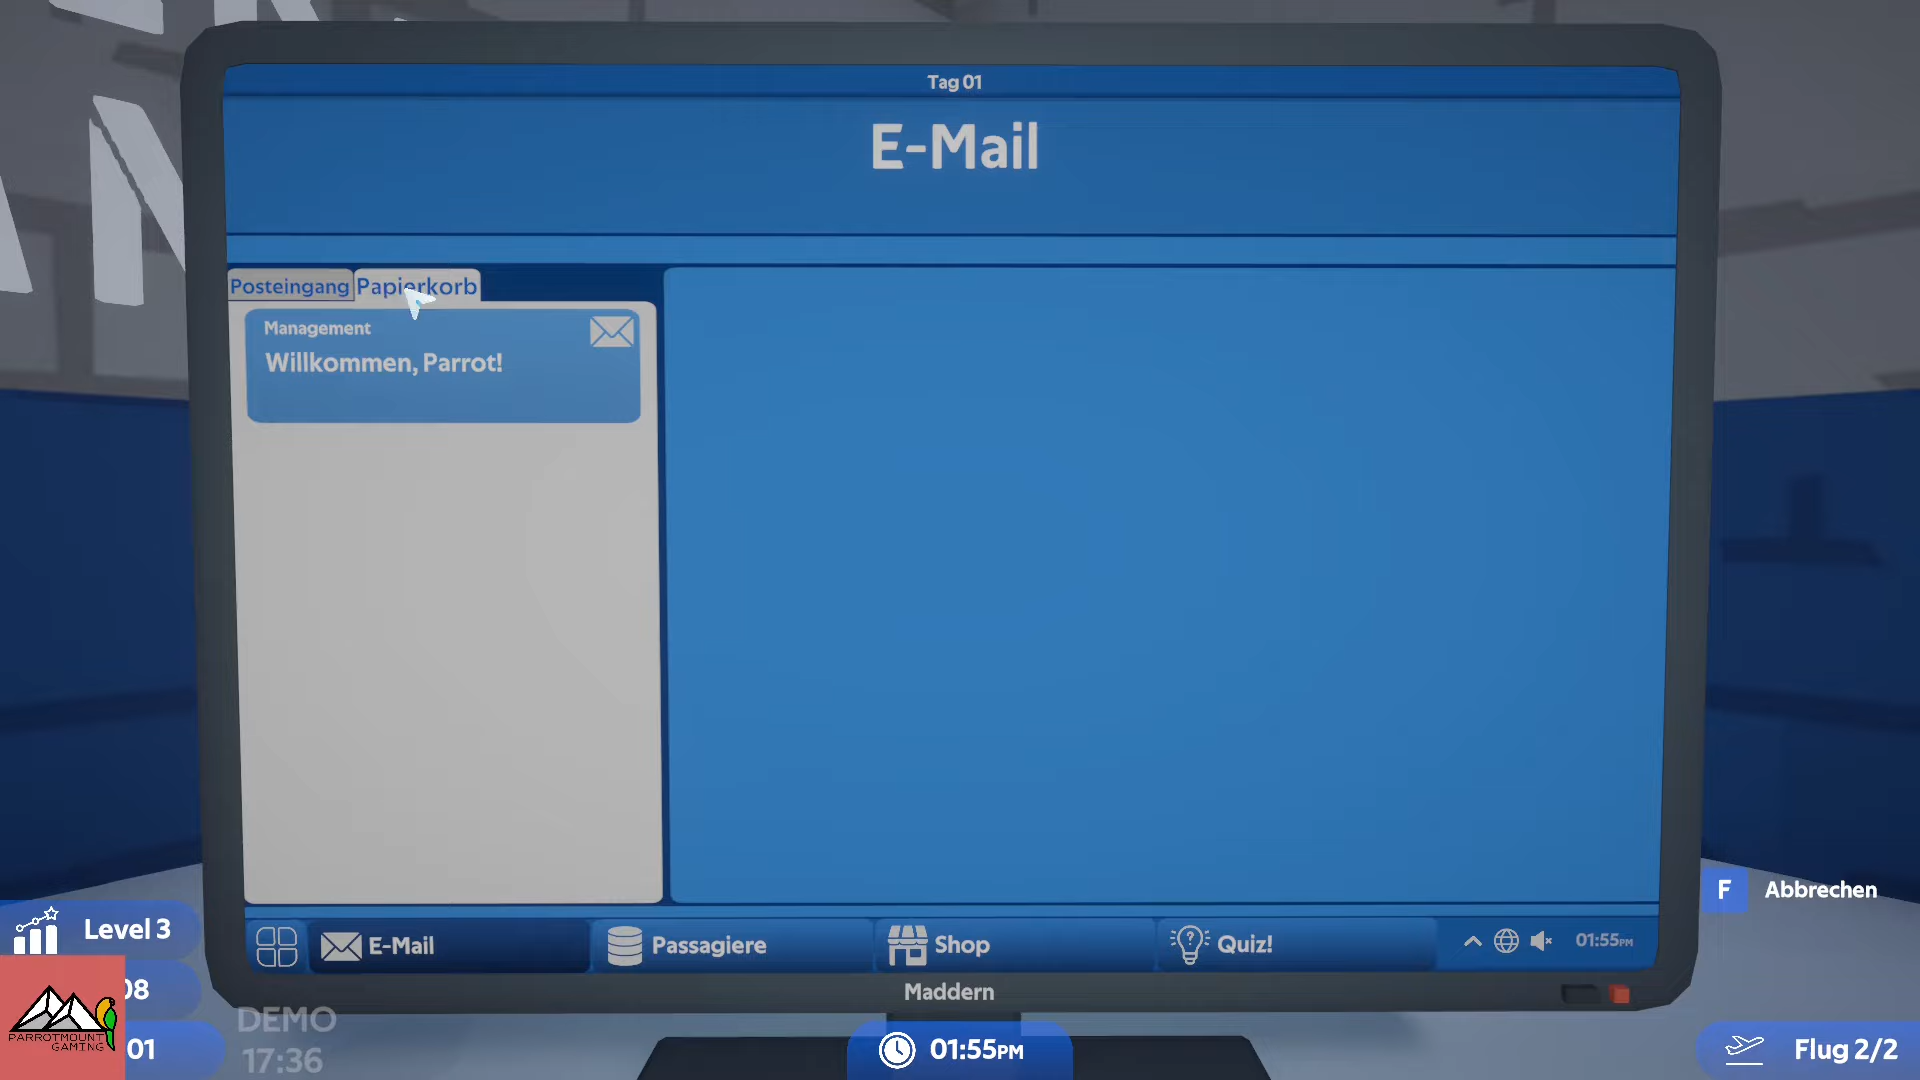 Tag 01
E-Mail
Posteingang
Papierkorb
Management
Willkommen, Parrot!
F
Abbrechen
Level 3
E-Mail
Passagiere
Shop
Quiz!
01:55PM
08
Maddern
PARROTMOUNT
GAMING
01
DEMO
17:36
01:55PM
Flug 2/2